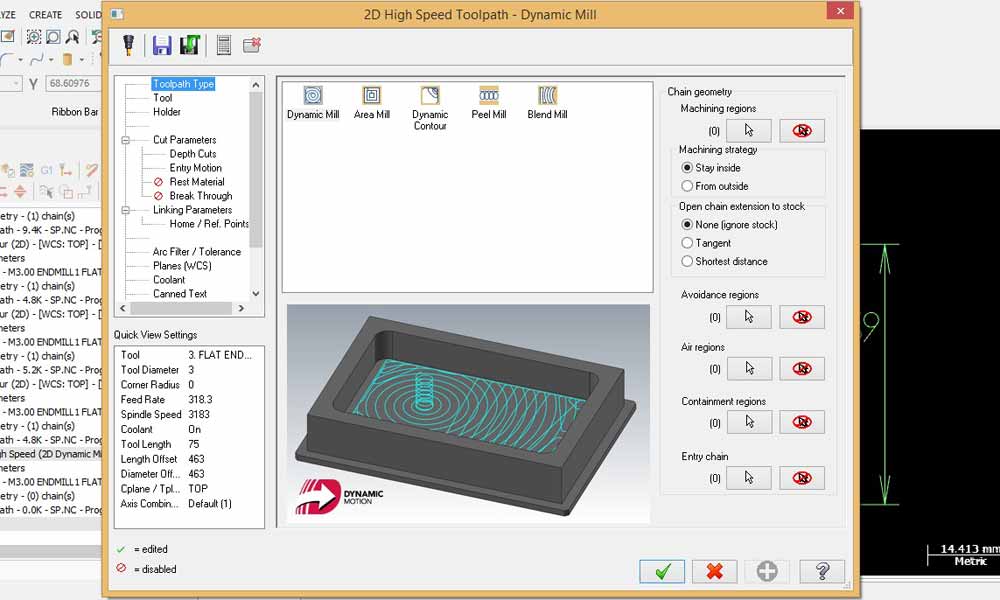 2D High Speed Toolpath - Dynamic Mill
YZE CREATE SOLID
Y 68.60976
Ribbon Bar
G1
etry - (1) chain(s)
ath - 9.4K - SP.NC - Prog
ur (2D) - [WCS: TOP] - [
meters
- M3.00 ENDMILL1 FLAT
etry - (1) chain(s)
ath - 4.8K - SP.NC - Prog
ur (2D) - [WCS: TOP] - [
meters
- M3.00 ENDMILL1 FLAT
etry - (1) chain(s)
ath - 5.2K - SP.NC - Prog
ur (2D) - [WCS: TOP] - [
meters
- M3.00 ENDMILL1 FLAT
etry - (1) chain(s)
ath - 4.8K - SP.NC - Prog
gh Speed (2D Dynamic Mi
meters
- M3.00 ENDMILL1 FLAT
etry - (0) chain(s)
ath - 0.0K - SP.NC - Prog
Toolpath Type
Tool
Holder
Cut Parameters
Depth Cuts
Entry Motion
Rest Material
Break Through
Linking Parameters
Home / Ref. Points
Arc Filter / Tolerance
Planes (WCS)
Coolant
Canned Text
Quick View Settings
Tool 3. FLAT END...
Tool Diameter 3
Corner Radius 0
Feed Rate 318.3
Spindle Speed 3183
Coolant On
Tool Length 75
Length Offset 463
Diameter Off... 463
Cplane / Tpl... TOP
Axis Combin... Default (1)
= edited
= disabled
Dynamic Mill
Area Mill
Dynamic Contour
Peel Mill
Blend Mill
DYNAMIC
MOTION
Chain geometry
Machining regions
(0)
Machining strategy
Stay inside
From outside
Open chain extension to stock
None (ignore stock)
Tangent
Shortest distance
Avoidance regions
(0)
Air regions
(0)
Containment regions
(0)
Entry chain
(0)
14.413 mm
Metric